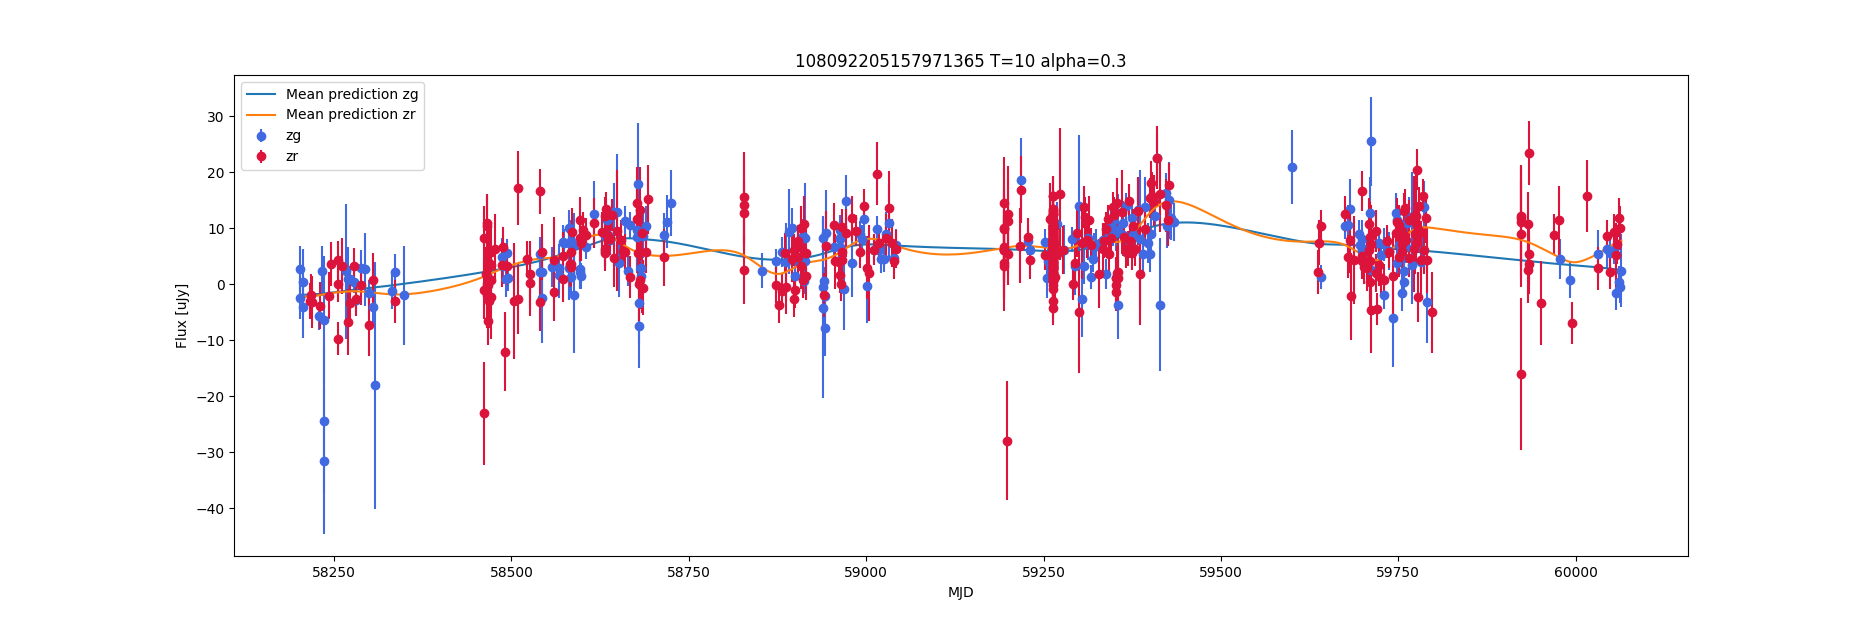 108092205157971365 T=10 alpha=0.3
Mean prediction zg
Mean prediction zr
zg
zr
Flux [uJy]
30
20
10
0
−10
−20
−30
−40
58250 58500 58750 59000 59250 59500 59750 60000
MJD